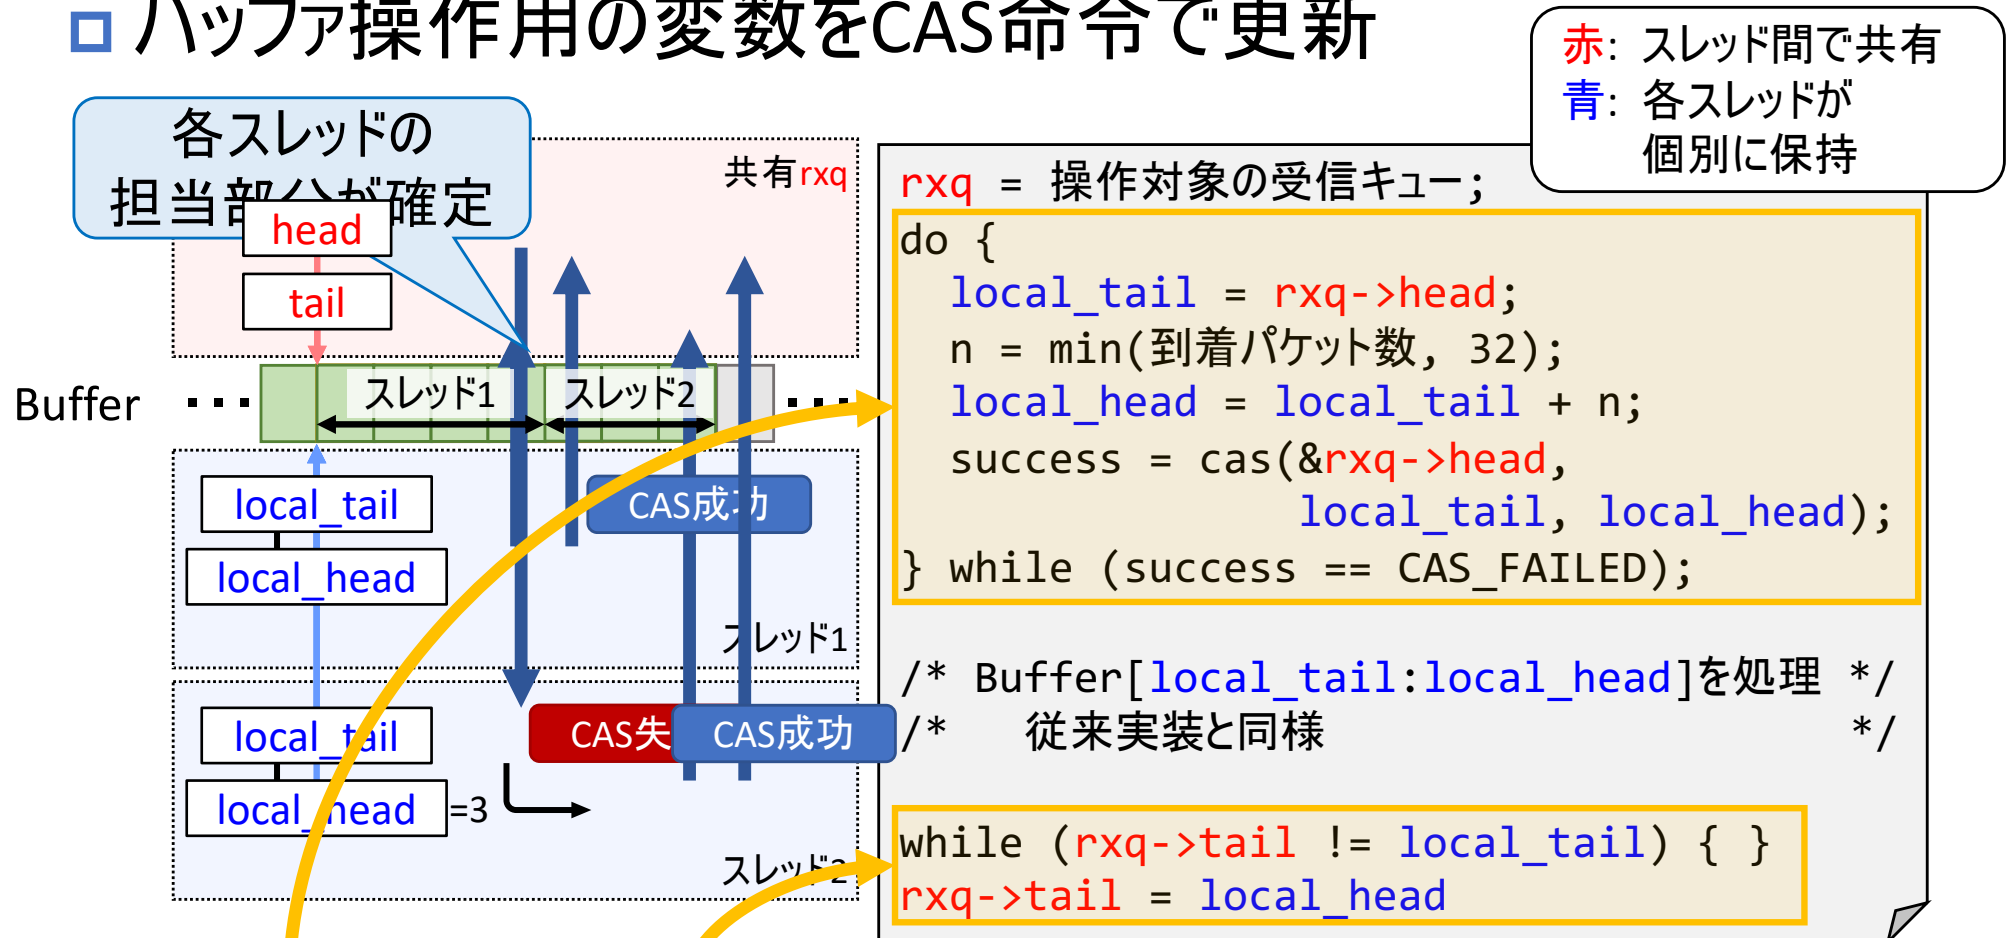 バッファ操作用の変数をCAS命令で更新
赤: スレッド間で共有
青: 各スレッドが
個別に保持
各スレッドの
担当部分が確定
共有rxq
head
tail
Buffer
スレッド1
スレッド2
local_tail
local_head
CAS成功
スレッド1
local_tail
local_head
=3
CAS失
CAS成功
スレッド2
rxq = 操作対象の受信キュー;
do {
local_tail = rxq->head;
n = min(到着パケット数, 32);
local_head = local_tail + n;
success = cas(&rxq->head,
local_tail, local_head);
} while (success == CAS_FAILED);
/* Buffer[local_tail:local_head]を処理 */
/* 従来実装と同様 */
while (rxq->tail != local_tail) { }
rxq->tail = local_head